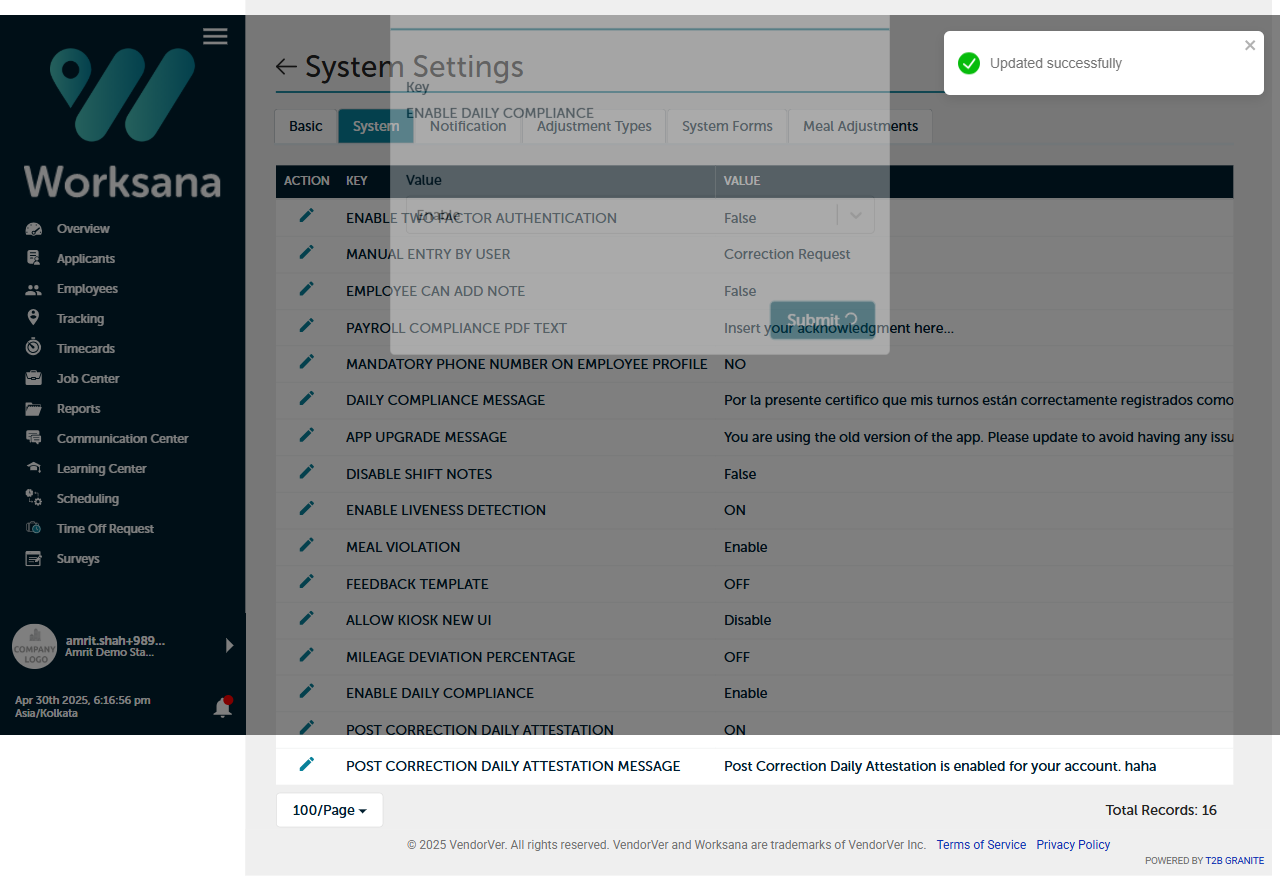 Worksana
Overview
Applicants
Employees
Tracking
Timecards
Job Center
Reports
Communication Center
Learning Center
Scheduling
Time Off Request
Surveys
COMPANY
LOGO
amrit.shah+989...
Amrit Demo Sta...
Apr 30th 2025, 6:16:56 pm
Asia/Kolkata
System Settings
Updated successfully
Key
ENABLE DAILY COMPLIANCE
Basic System Notification Adjustment Types System Forms Meal Adjustments
Value
ACTION KEY VALUE
Enable
ENABLE TWO FACTOR AUTHENTICATION False
MANUAL ENTRY BY USER Correction Request
EMPLOYEE CAN ADD NOTE False
Submit
PAYROLL COMPLIANCE PDF TEXT Insert your acknowledgment here...
MANDATORY PHONE NUMBER ON EMPLOYEE PROFILE NO
DAILY COMPLIANCE MESSAGE Por la presente certifico que mis turnos están correctamente registrados como
APP UPGRADE MESSAGE You are using the old version of the app. Please update to avoid having any issu
DISABLE SHIFT NOTES False
ENABLE LIVENESS DETECTION ON
MEAL VIOLATION Enable
FEEDBACK TEMPLATE OFF
ALLOW KIOSK NEW UI Disable
MILEAGE DEVIATION PERCENTAGE OFF
ENABLE DAILY COMPLIANCE Enable
POST CORRECTION DAILY ATTESTATION ON
POST CORRECTION DAILY ATTESTATION MESSAGE Post Correction Daily Attestation is enabled for your account. haha
100/Page Total Records: 16
© 2025 VendorVer. All rights reserved. VendorVer and Worksana are trademarks of VendorVer Inc. Terms of Service Privacy Policy
POWERED BY T2B GRANITE